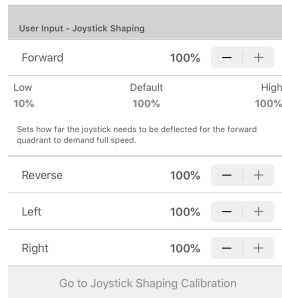 User Input - Joystick Shaping
Forward 100% − +
Low Default High
10% 100% 100%
Sets how far the joystick needs to be deflected for the forward
quadrant to demand full speed.
Reverse 100% − +
Left 100% − +
Right 100% − +
Go to Joystick Shaping Calibration